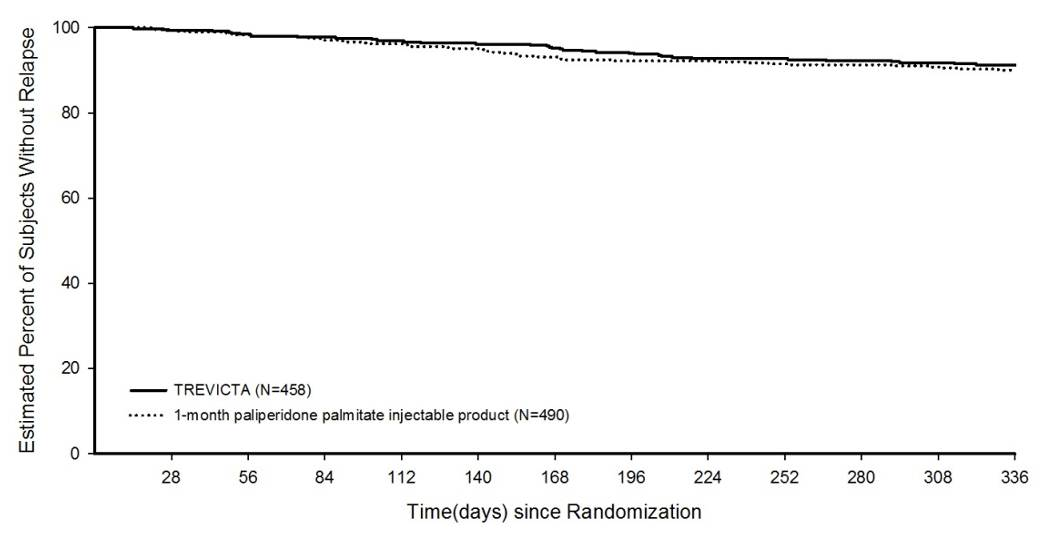 Estimated Percent of Subjects Without Relapse
100
80
60
40
20
0
TREVICTA (N=458)
1-month paliperidone palmitate injectable product (N=490)
28 56 84 112 140 168 196 224 252 280 308 336
Time(days) since Randomization